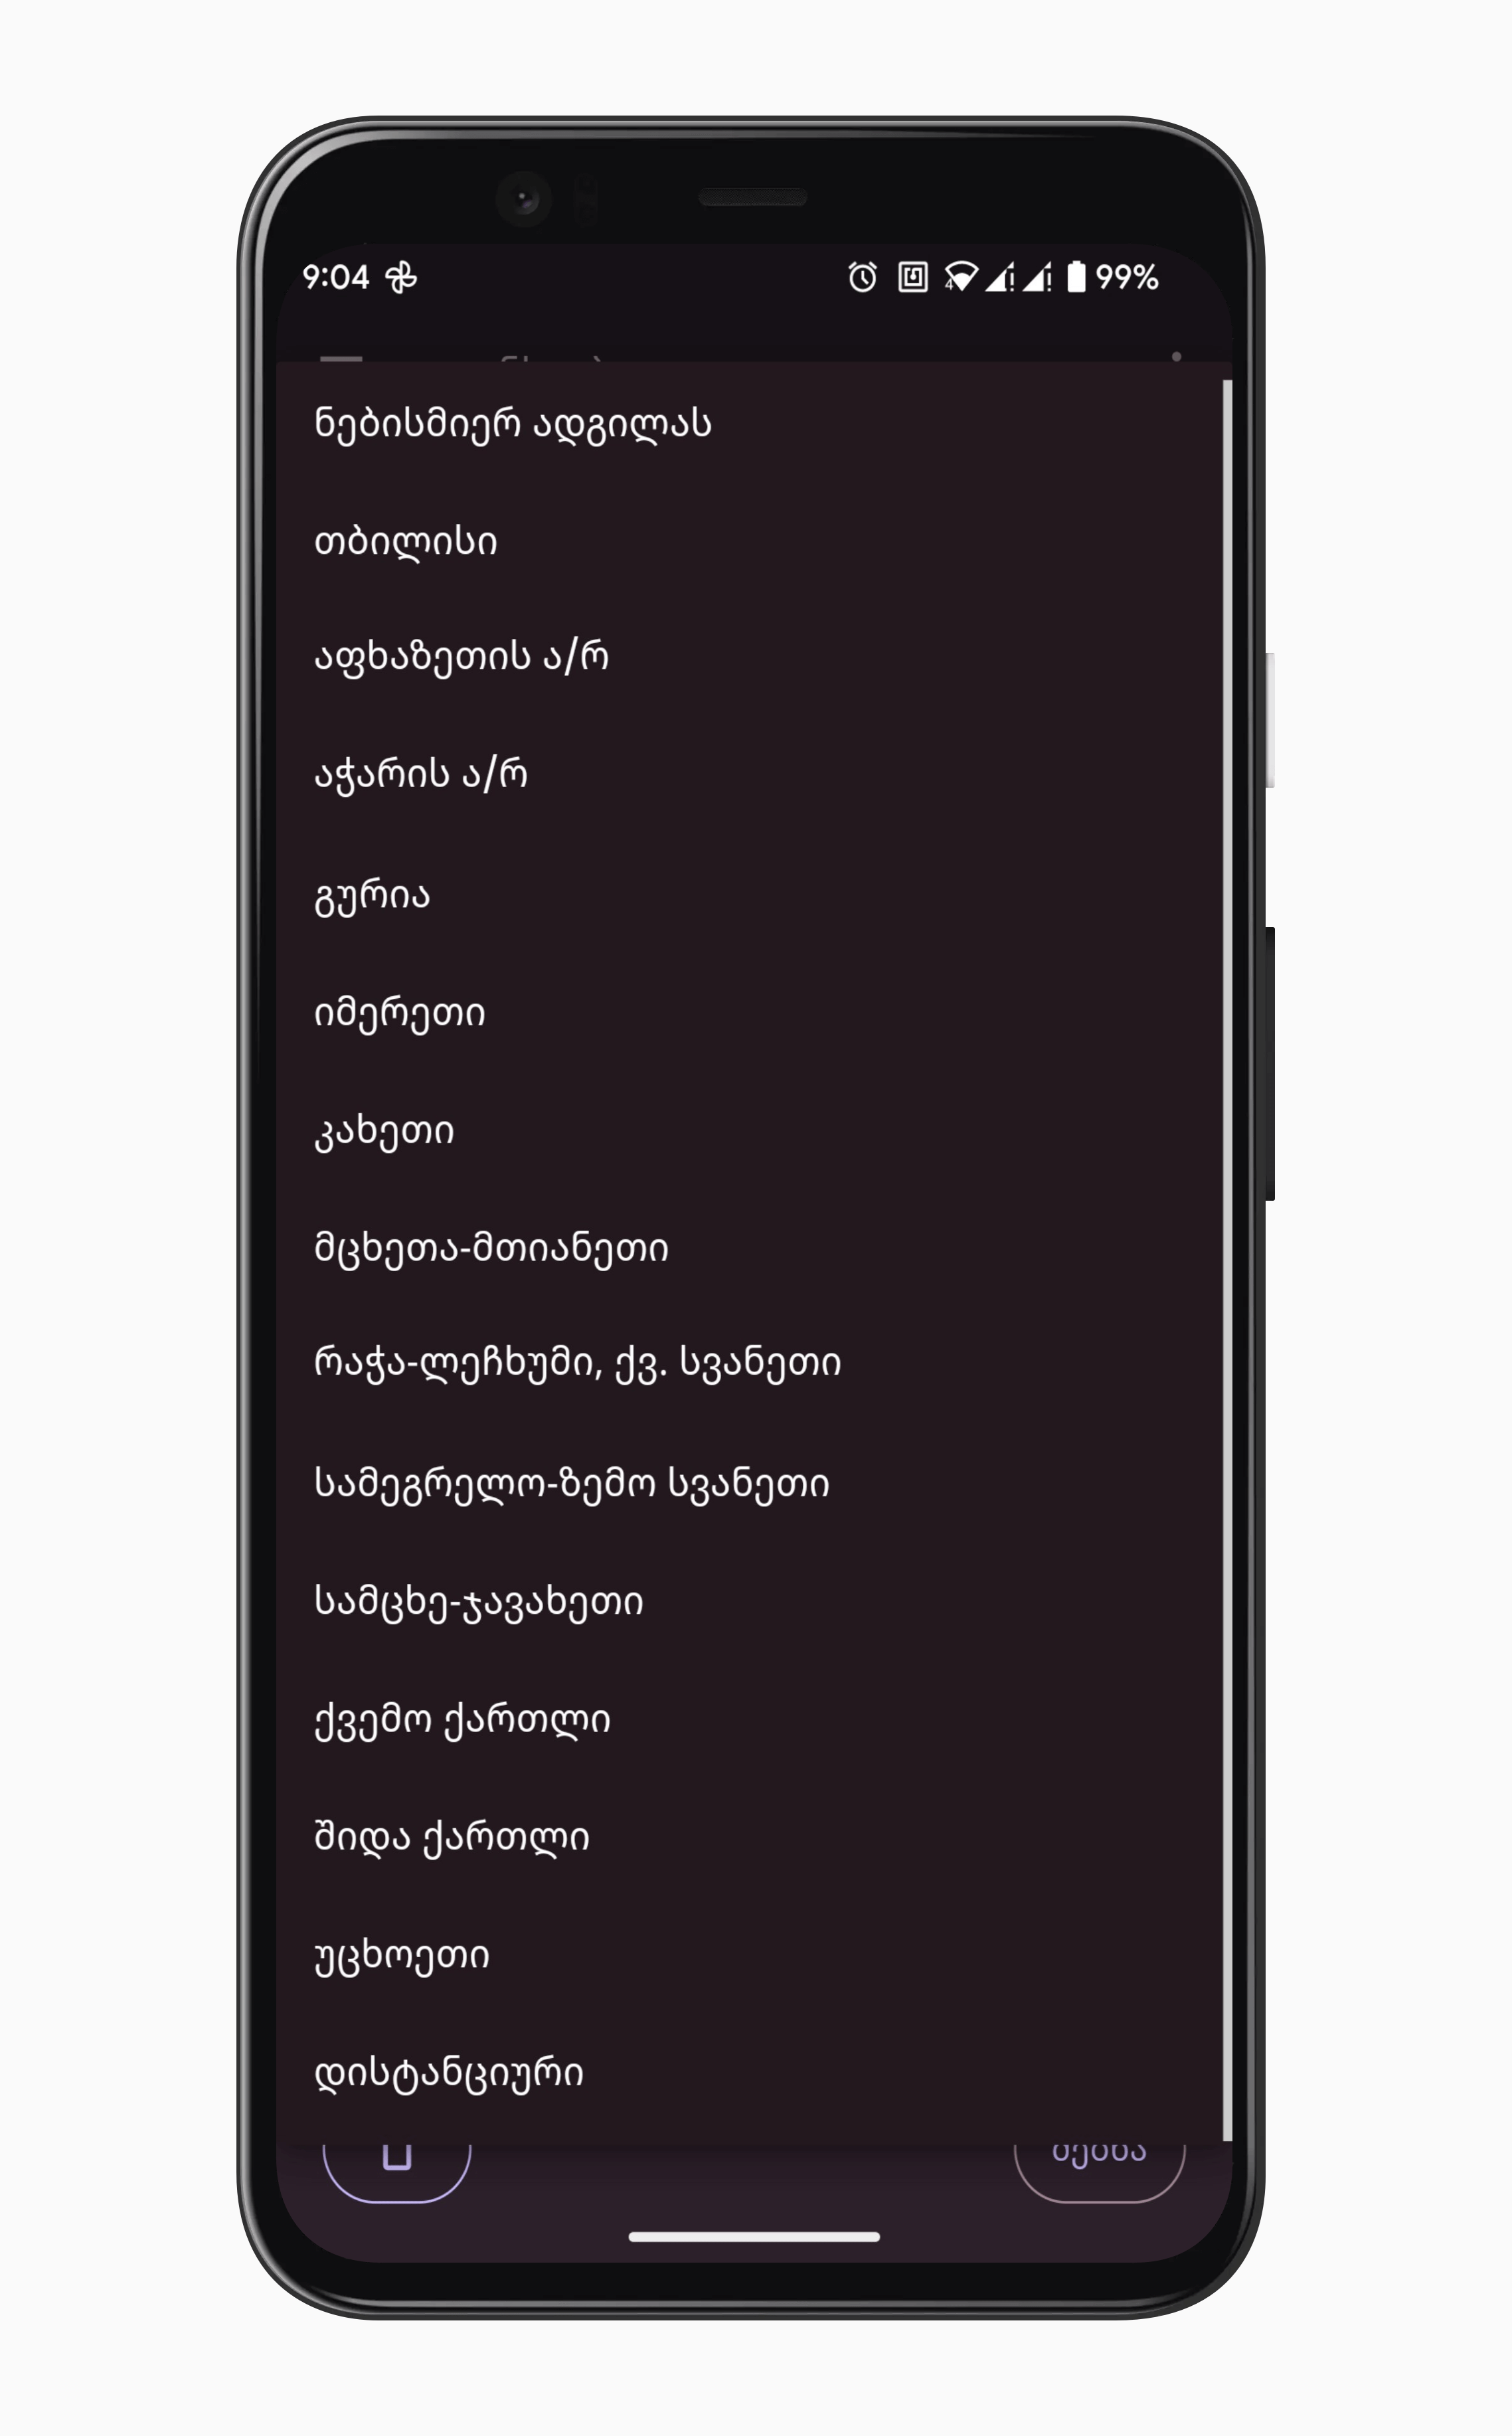 9:04 99%
ნებისმიერ ადგილას
თბილისი
აფხაზეთის ა/რ
აჭარის ა/რ
გურია
იმერეთი
კახეთი
მცხეთა-მთიანეთი
რაჭა-ლეჩხუმი, ქვ. სვანეთი
სამეგრელო-ზემო სვანეთი
სამცხე-ჯავახეთი
ქვემო ქართლი
შიდა ქართლი
უცხოეთი
დისტანციური